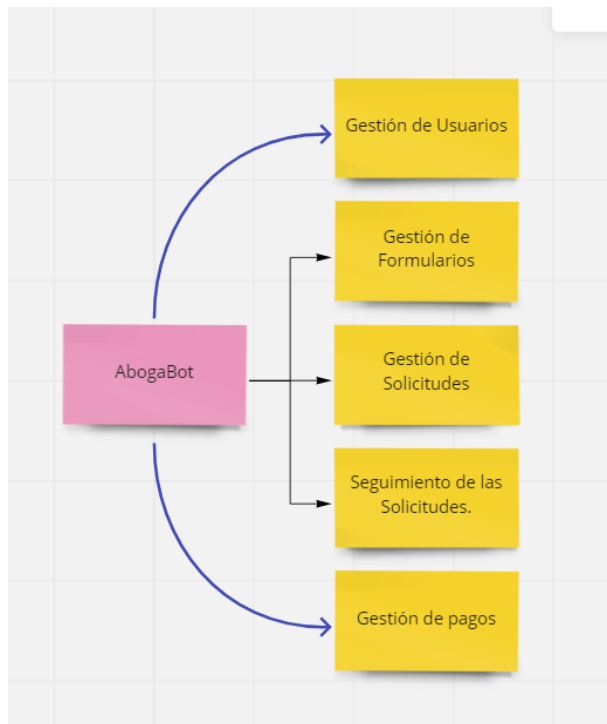 Gestión de Usuarios
Gestión de
Formularios
AbogaBot
Gestión de
Solicitudes
Seguimiento de las
Solicitudes.
Gestión de pagos